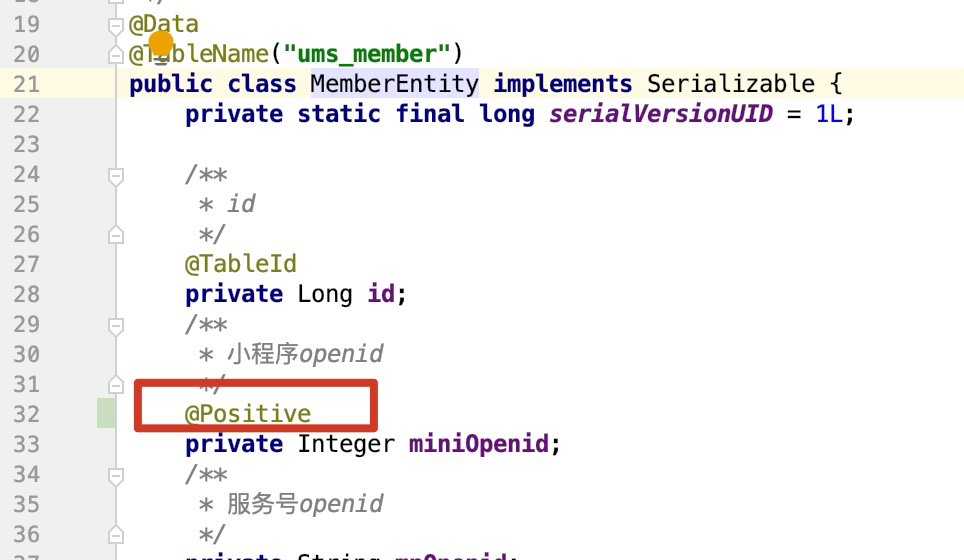 19 @Data
20 @TableName("ums_member")
21 public class MemberEntity implements Serializable {
22 private static final long serialVersionUID = 1L;
23
24 /**
25 * id
26 */
27 @TableId
28 private Long id;
29 /**
30 * 小程序openid
31 */
32 @Positive
33 private Integer miniOpenid;
34 /**
35 * 服务号openid
36 */